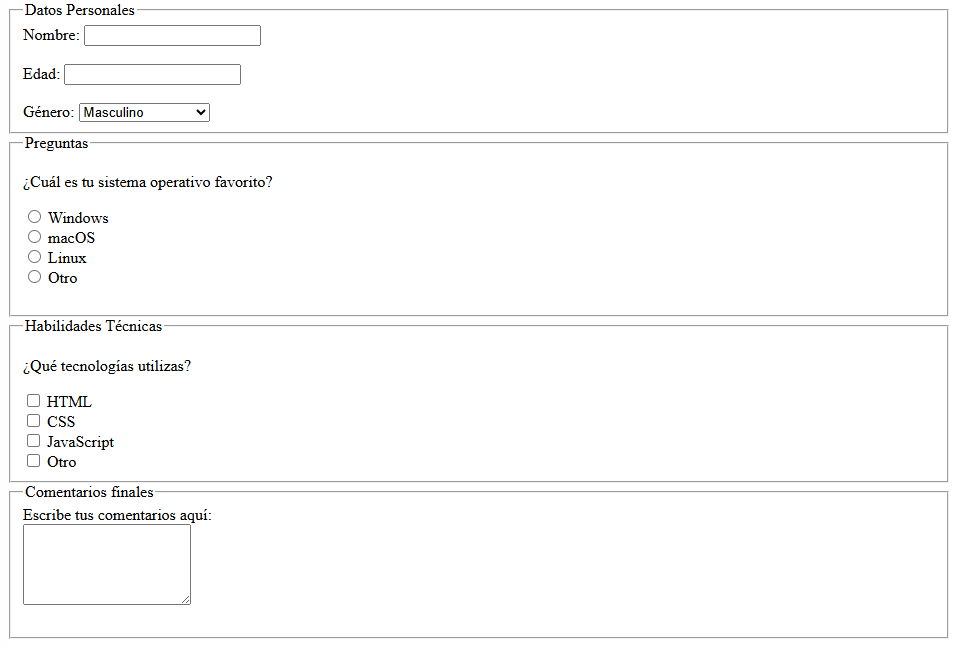 Datos Personales
Nombre:
Edad:
Género: Masculino
Preguntas
¿Cuál es tu sistema operativo favorito?
Windows
macOS
Linux
Otro
Habilidades Técnicas
¿Qué tecnologías utilizas?
HTML
CSS
JavaScript
Otro
Comentarios finales
Escribe tus comentarios aquí: